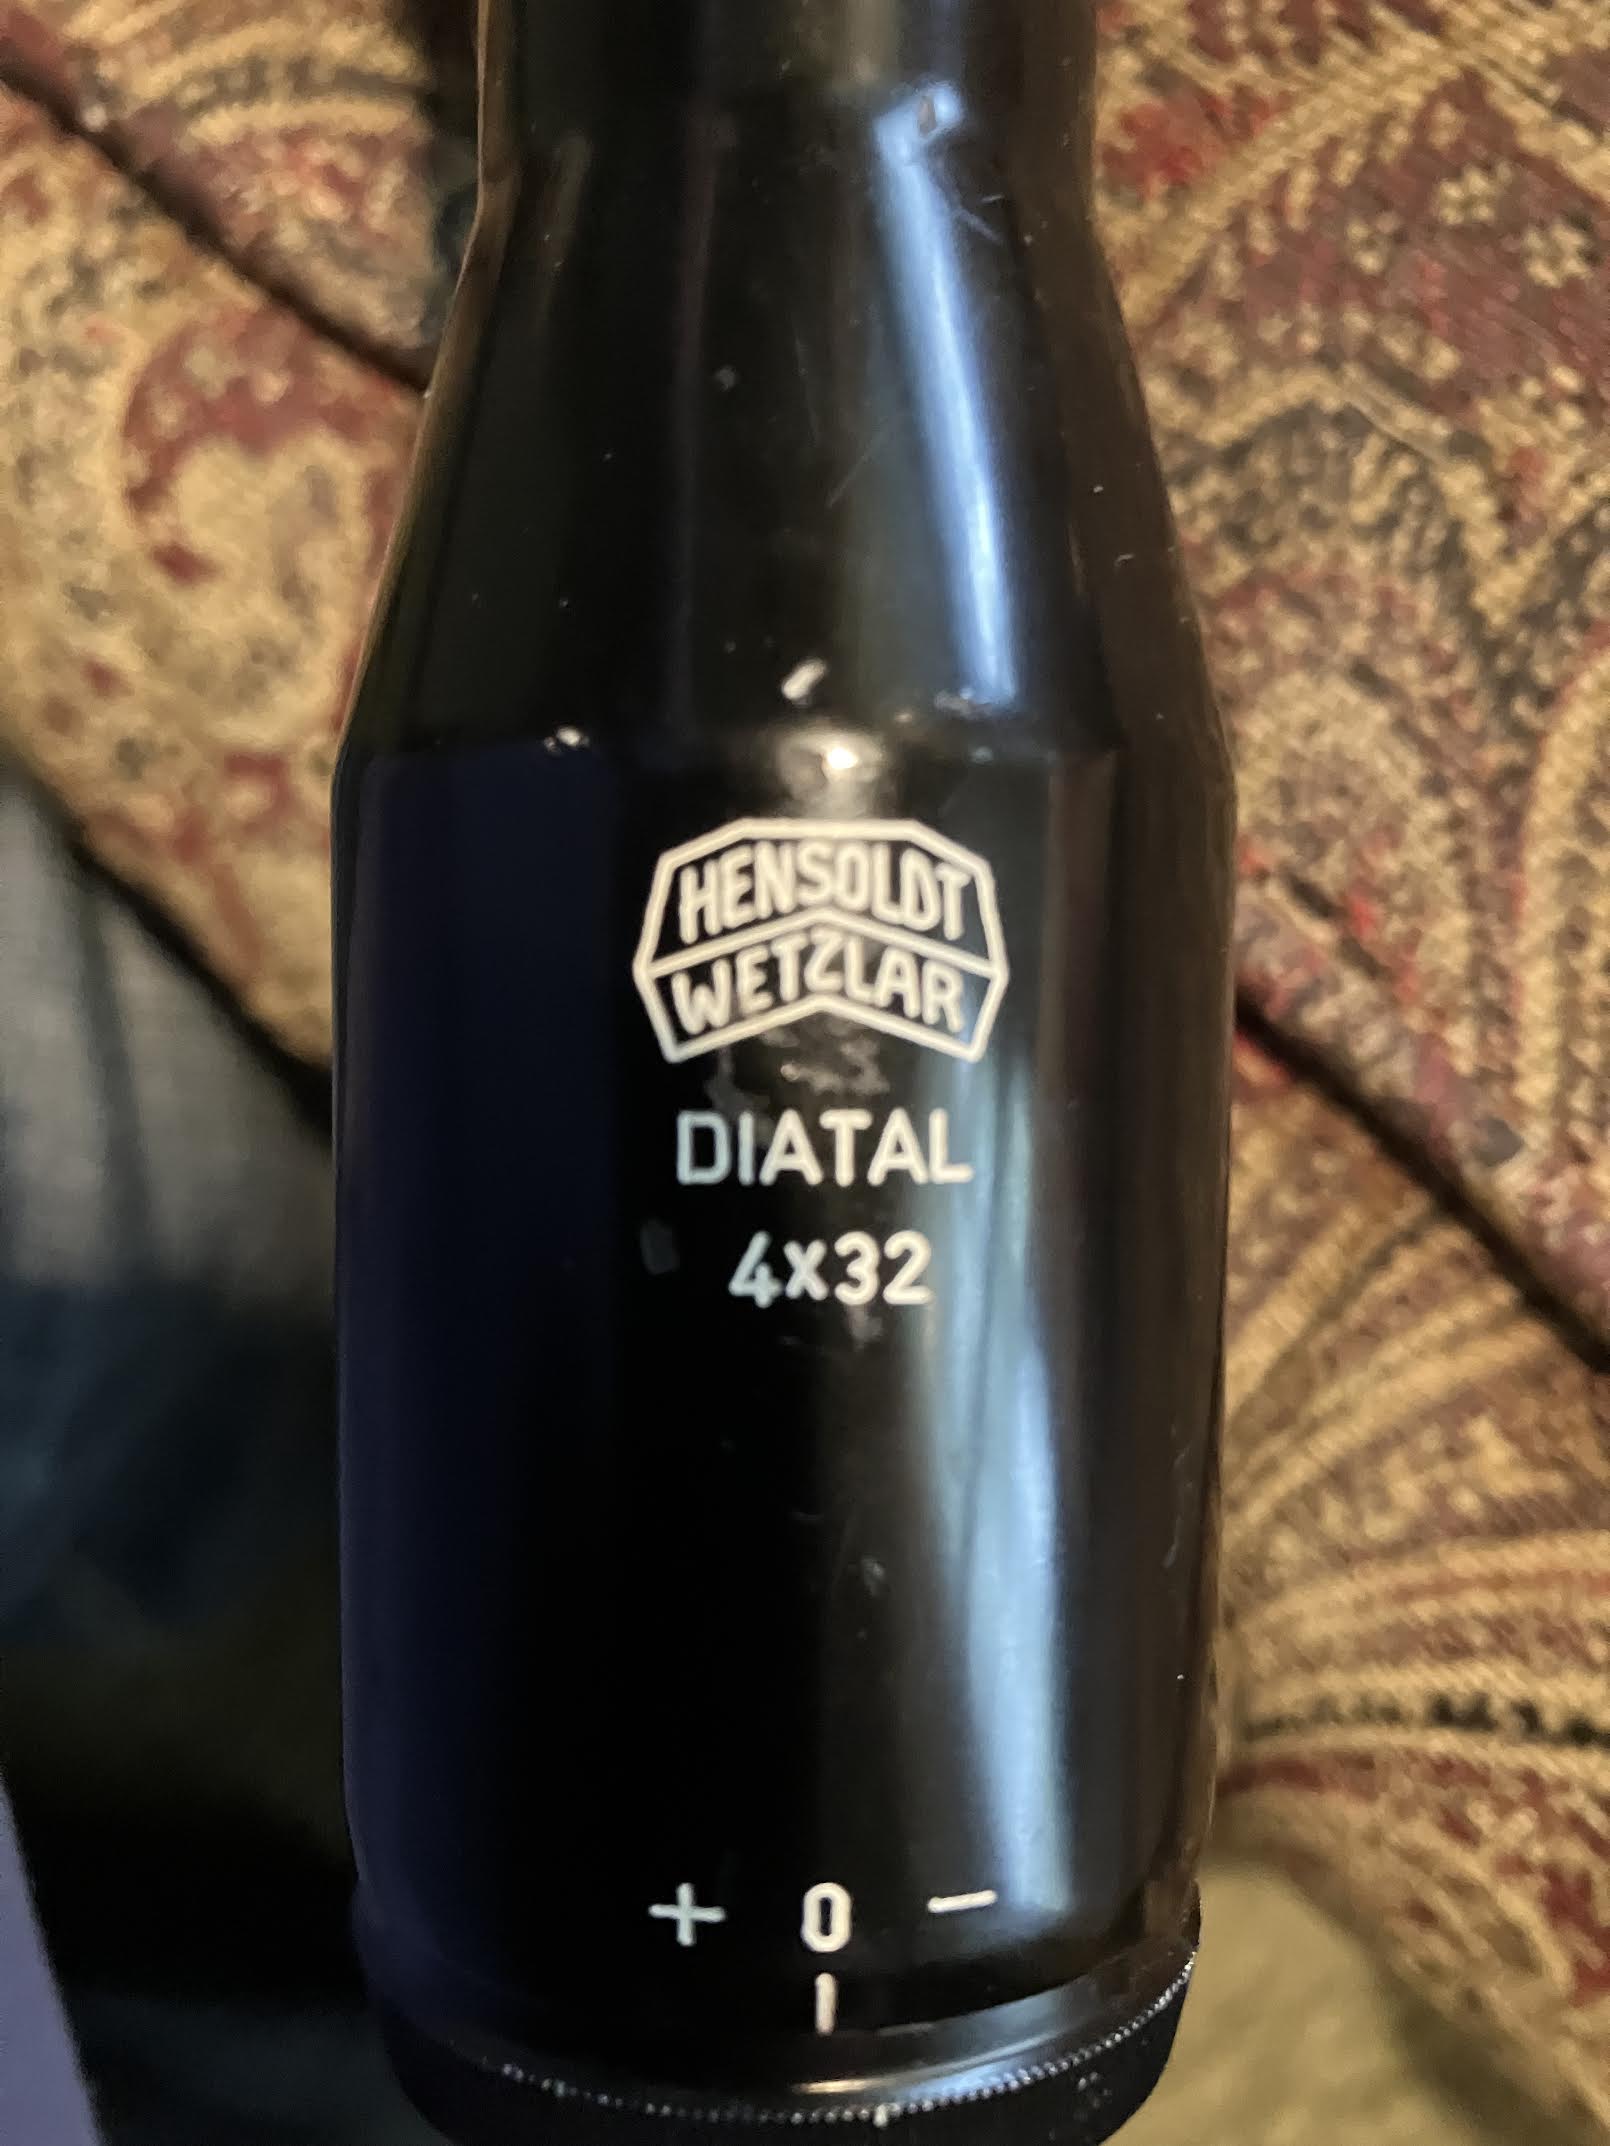 HENSOLDT
WETZLAR
DIATAL
4x32
+ 0 −